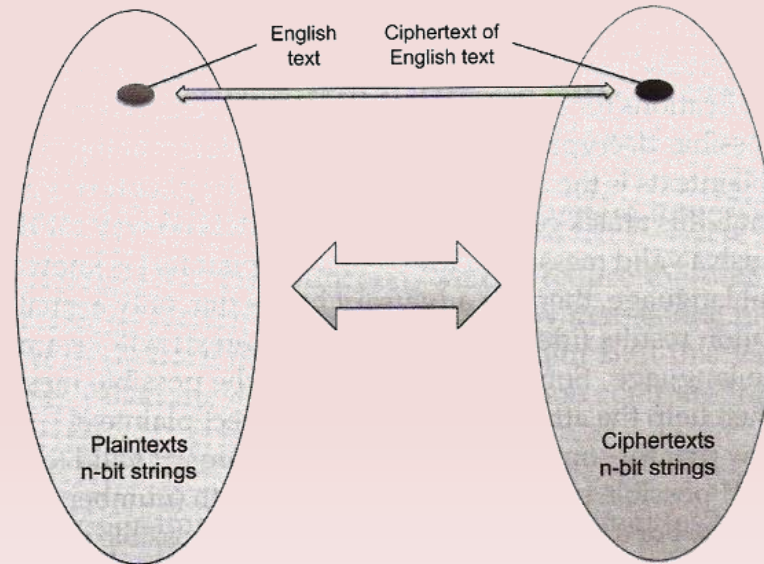 English
text
Ciphertext of
English text
Plaintexts
n-bit strings
Ciphertexts
n-bit strings